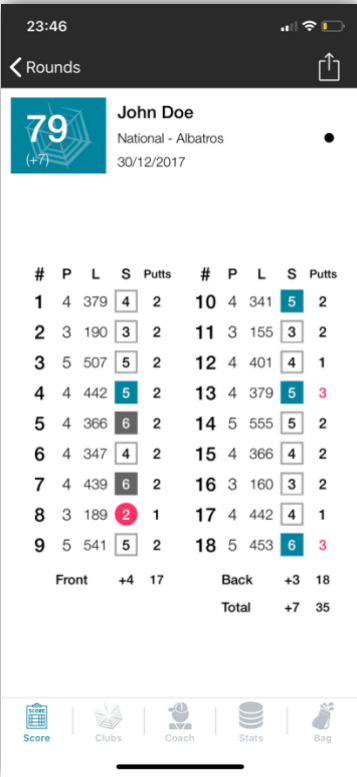 23:46
Rounds
79
(+7)
John Doe
National - Albatros
30/12/2017
# P L S Putts # P L S Putts
1 4 379 4 2 10 4 341 5 2
2 3 190 3 2 11 3 155 3 2
3 5 507 5 2 12 4 401 4 1
4 4 442 5 2 13 4 379 5 3
5 4 366 6 2 14 5 555 5 2
6 4 347 4 2 15 4 366 4 2
7 4 439 6 2 16 3 160 3 2
8 3 189 2 1 17 4 442 4 1
9 5 541 5 2 18 5 453 6 3
Front +4 17 Back +3 18
Total +7 35
SCORE
Score Clubs Coach Stats Bag